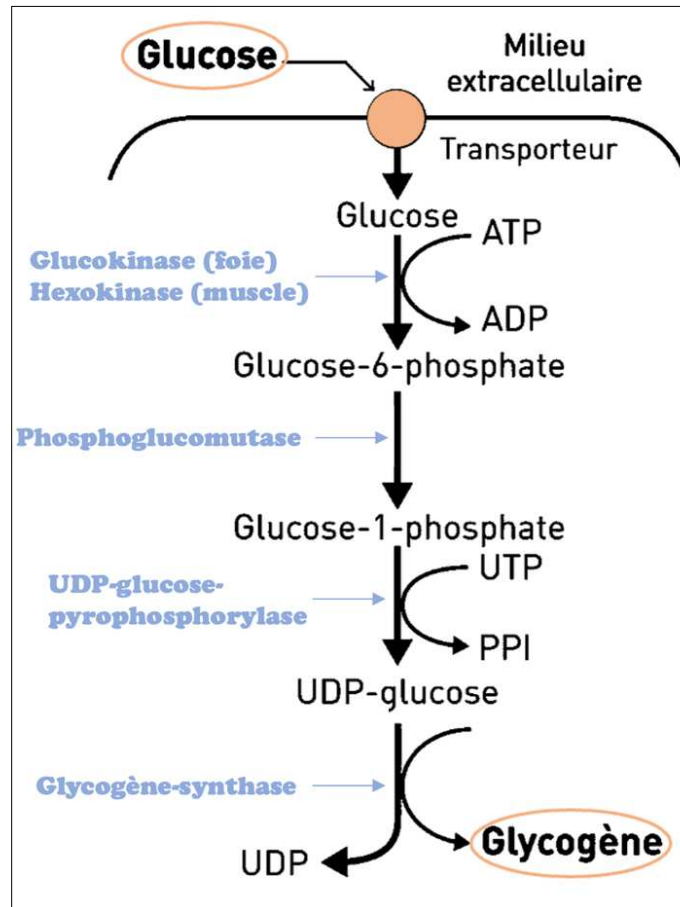 Glucose
Milieu
extracellulaire
Transporteur
Glucose
ATP
Glucokinase (foie)
Hexokinase (muscle)
ADP
Glucose-6-phosphate
Phosphoglucomutase
Glucose-1-phosphate
UTP
UDP-glucose-
pyrophosphorylase
PPI
UDP-glucose
Glycogène-synthase
Glycogène
UDP